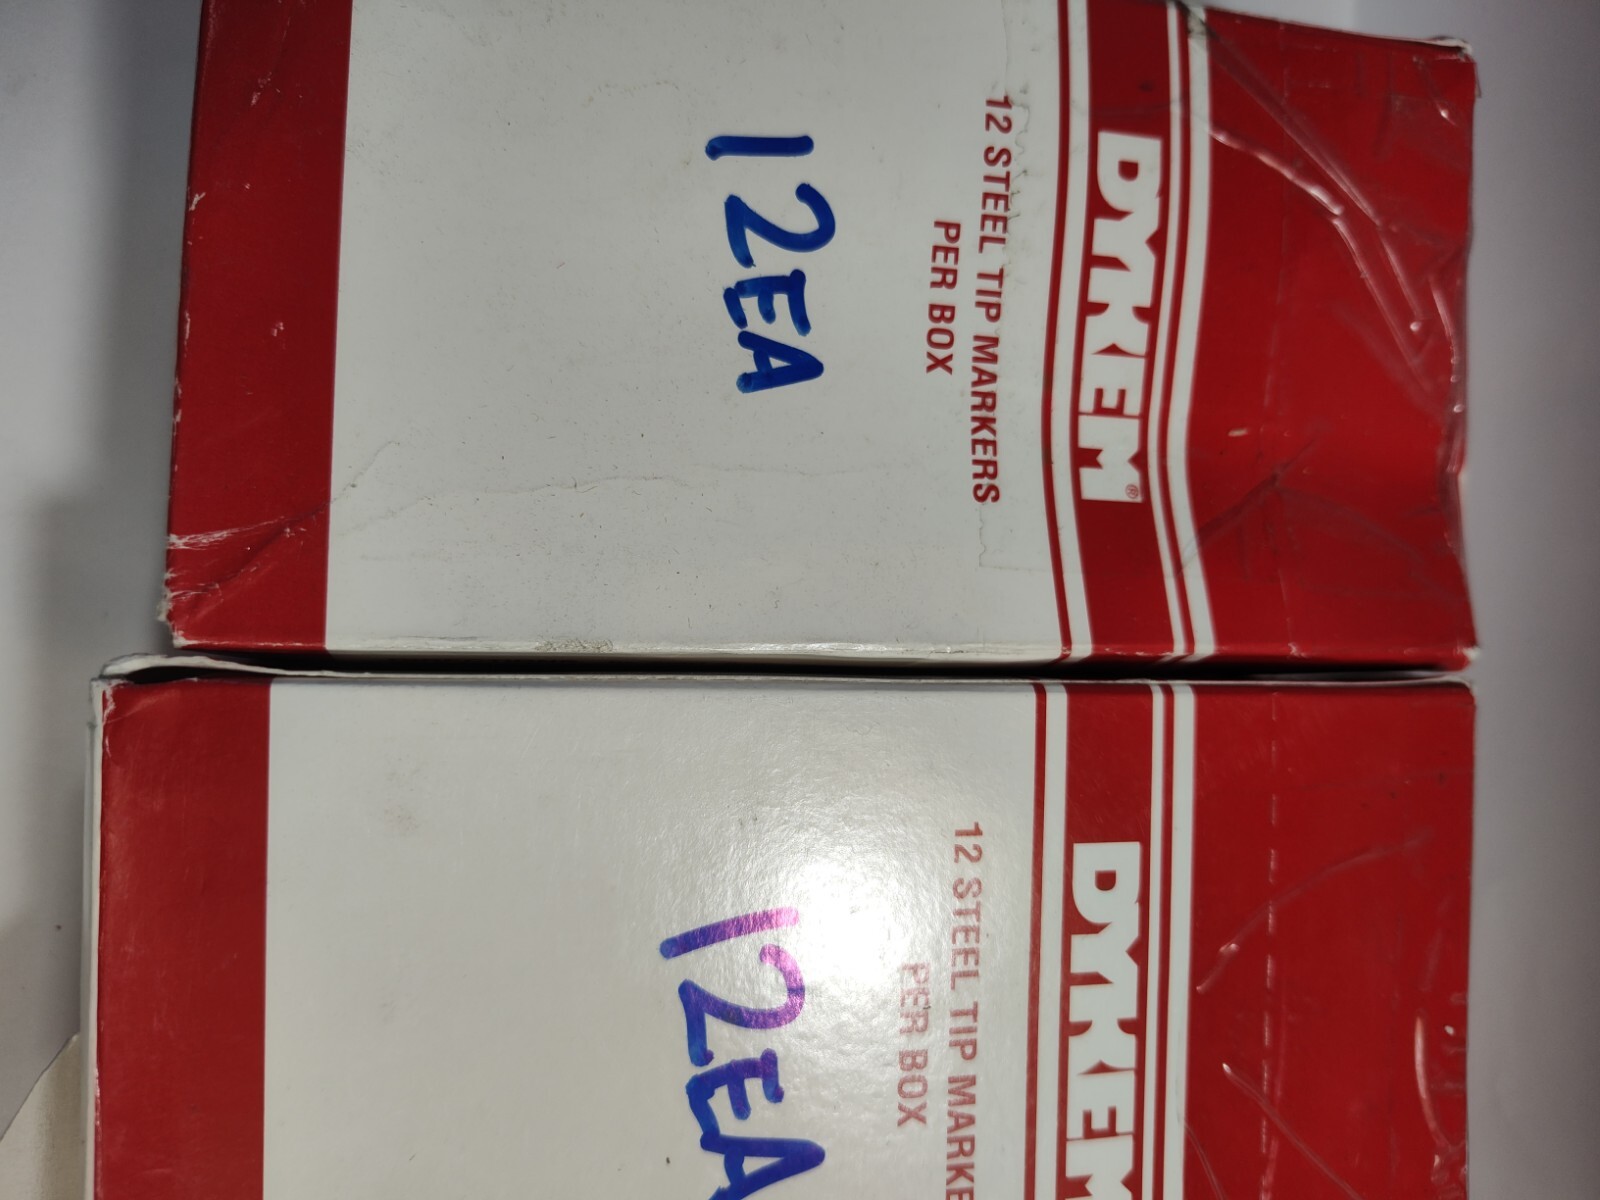 DYKEM®
12 STEEL TIP MARKERS
PER BOX
12EA
DYKEM
12 STEEL TIP MARKE
PER BOX
12EA